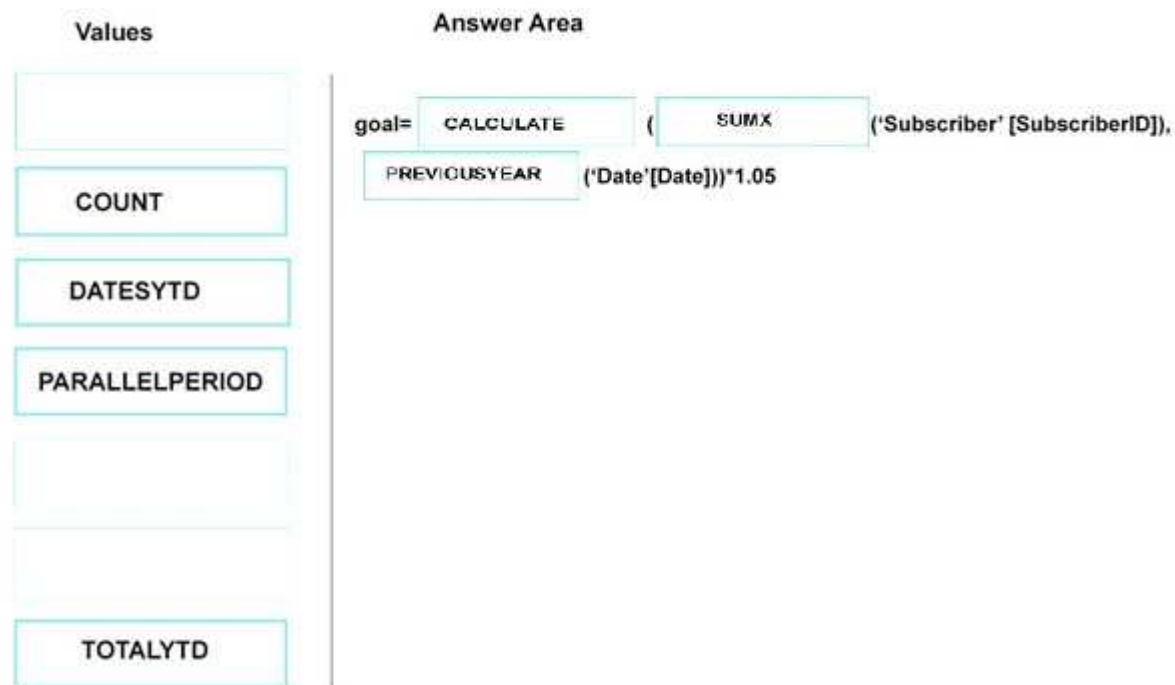 Values
Answer Area
goal= CALCULATE ( SUMX ('Subscriber' [SubscriberID]),
PREVIOUSYEAR ('Date'[Date]))*1.05
COUNT
DATESYTD
PARALLELPERIOD
TOTALYTD